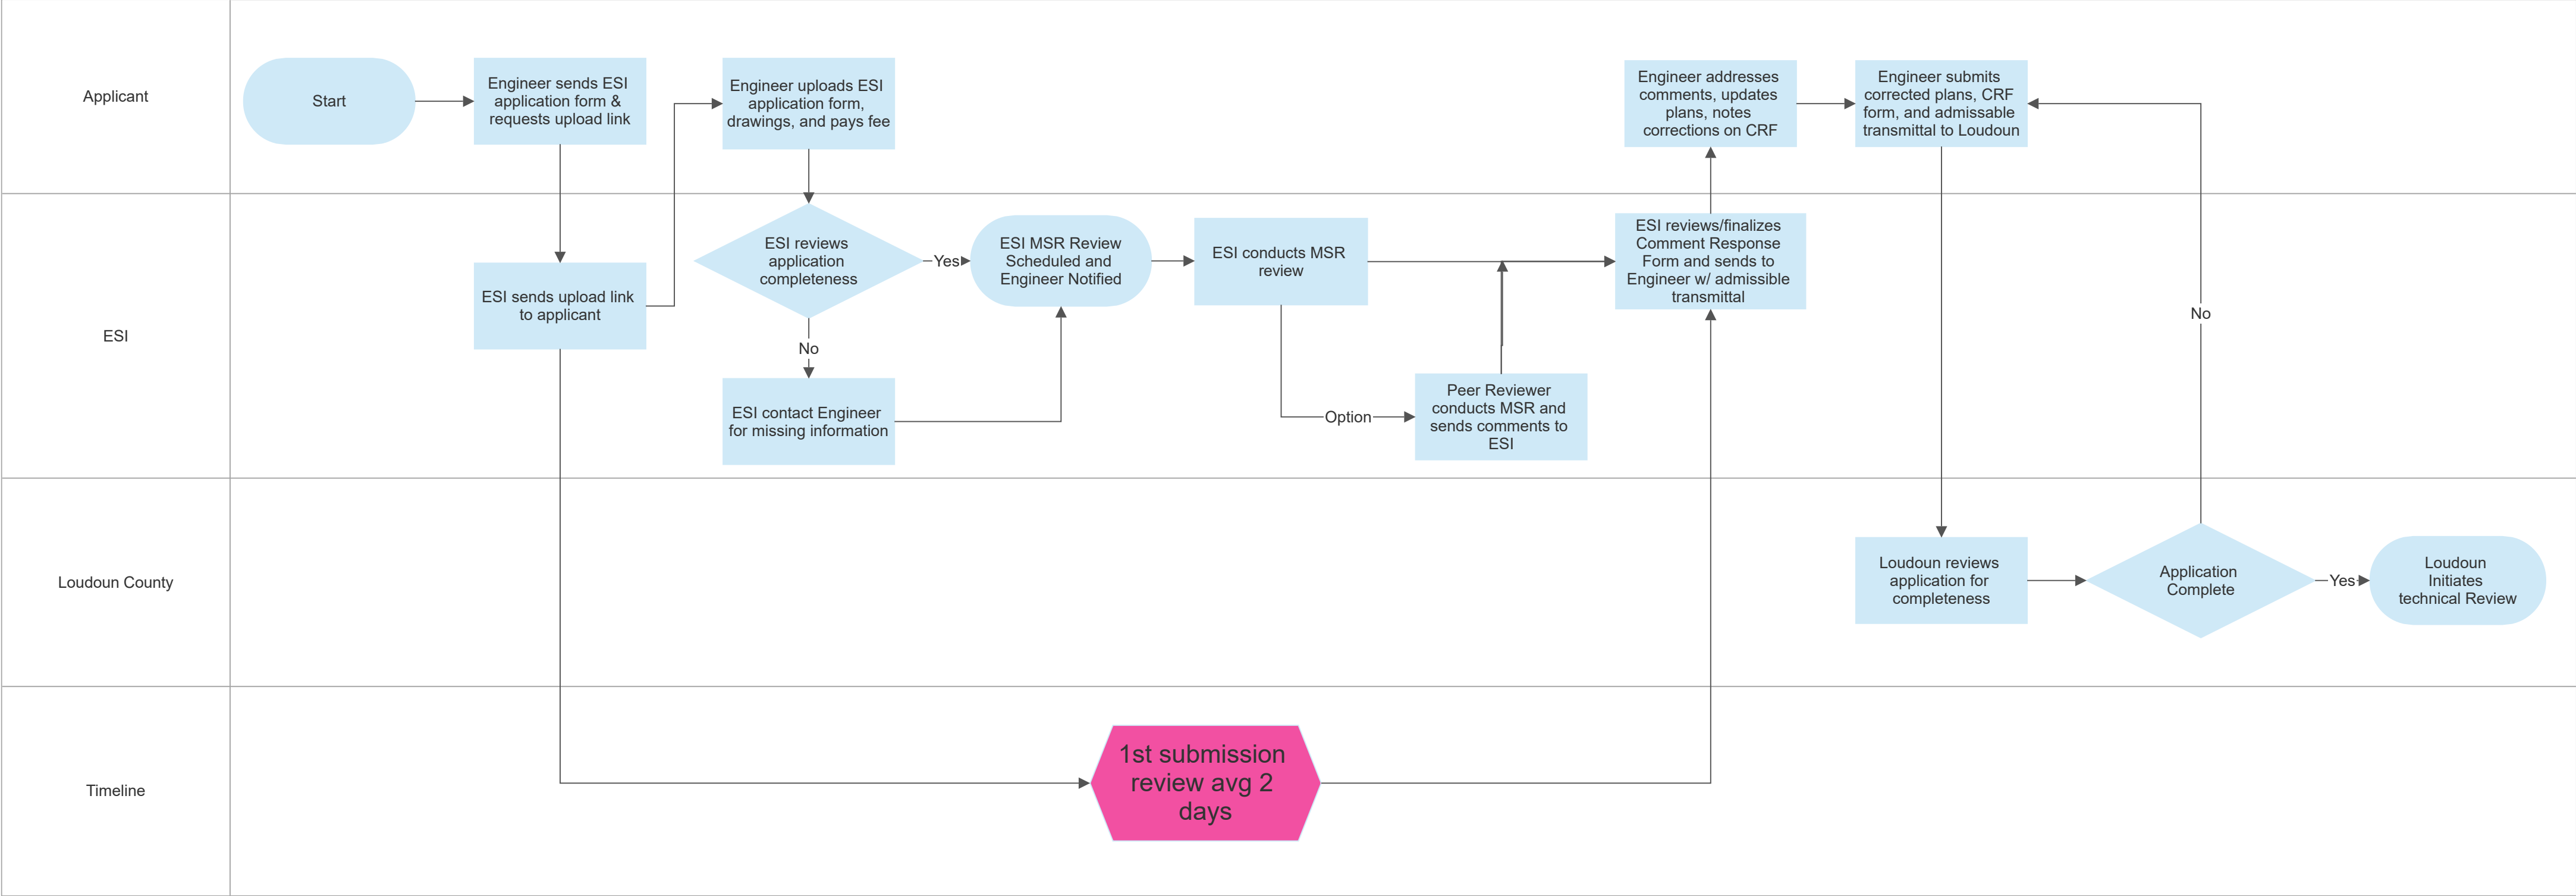 Applicant
Start
Engineer sends ESI
application form &
requests upload link
Engineer uploads ESI
application form,
drawings, and pays fee
Engineer addresses
comments, updates
plans, notes
corrections on CRF
Engineer submits
corrected plans, CRF
form, and admissable
transmittal to Loudoun
ESI
ESI sends upload link
to applicant
ESI reviews
application
completeness
Yes
No
ESI contact Engineer
for missing information
ESI MSR Review
Scheduled and
Engineer Notified
ESI conducts MSR
review
Option
Peer Reviewer
conducts MSR and
sends comments to
ESI
ESI reviews/finalizes
Comment Response
Form and sends to
Engineer w/ admissible
transmittal
No
Loudoun County
Loudoun reviews
application for
completeness
Application
Complete
Yes
Loudoun
Initiates
technical Review
Timeline
1st submission
review avg 2
days